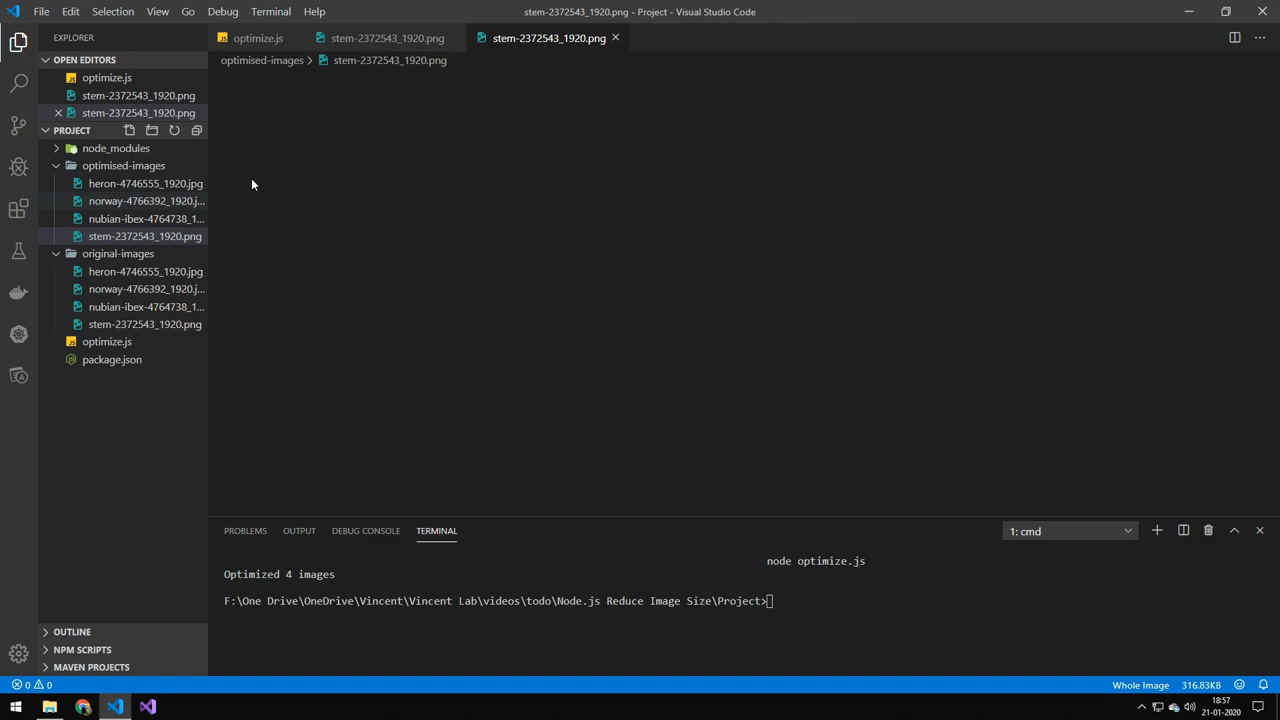 File Edit Selection View Go Debug Terminal Help
stem-2372543_1920.png - Project - Visual Studio Code
EXPLORER
optimize.js
stem-2372543_1920.png
stem-2372543_1920.png
OPEN EDITORS
optimised-images
stem-2372543_1920.png
optimize.js
stem-2372543_1920.png
stem-2372543_1920.png
PROJECT
node_modules
optimised-images
heron-4746555_1920.jpg
norway-4766392_1920.j...
nubian-ibex-4764738_1...
stem-2372543_1920.png
original-images
heron-4746555_1920.jpg
norway-4766392_1920.j...
nubian-ibex-4764738_1...
stem-2372543_1920.png
optimize.js
package.json
PROBLEMS OUTPUT DEBUG CONSOLE TERMINAL
1: cmd
node optimize.js
Optimized 4 images
F:\One Drive\OneDrive\Vincent\Vincent Lab\videos\todo\Node.js Reduce Image Size\Project>
OUTLINE
NPM SCRIPTS
MAVEN PROJECTS
0 0
Whole Image 316.83KB
18:57
21-01-2020